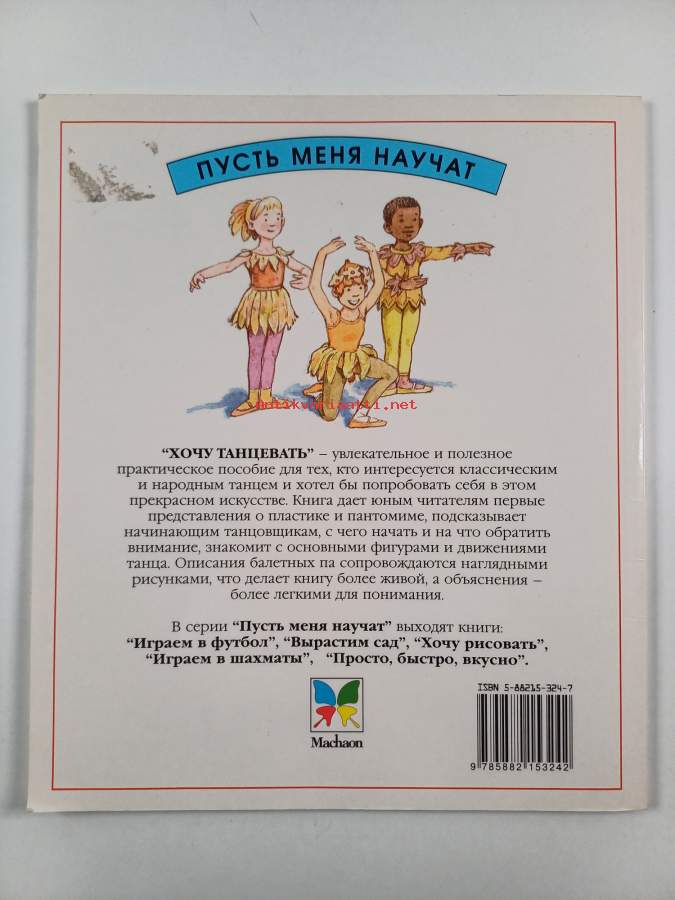 ПУСТЬ МЕНЯ НАУЧАТ
antikvariaatti.net
“ХОЧУ ТАНЦЕВАТЬ” – увлекательное и полезное
практическое пособие для тех, кто интересуется классическим
и народным танцем и хотел бы попробовать себя в этом
прекрасном искусстве. Книга дает юным читателям первые
представления о пластике и пантомиме, подсказывает
начинающим танцовщикам, с чего начать и на что обратить
внимание, знакомит с основными фигурами и движениями
танца. Описания балетных па сопровождаются наглядными
рисунками, что делает книгу более живой, а объяснения –
более легкими для понимания.
В серии “Пусть меня научат” выходят книги:
“Играем в футбол”, “Вырастим сад”, “Хочу рисовать”,
“Играем в шахматы”, “Просто, быстро, вкусно”.
ISBN 5-88215-324-7
Machaon
9 785882 153242